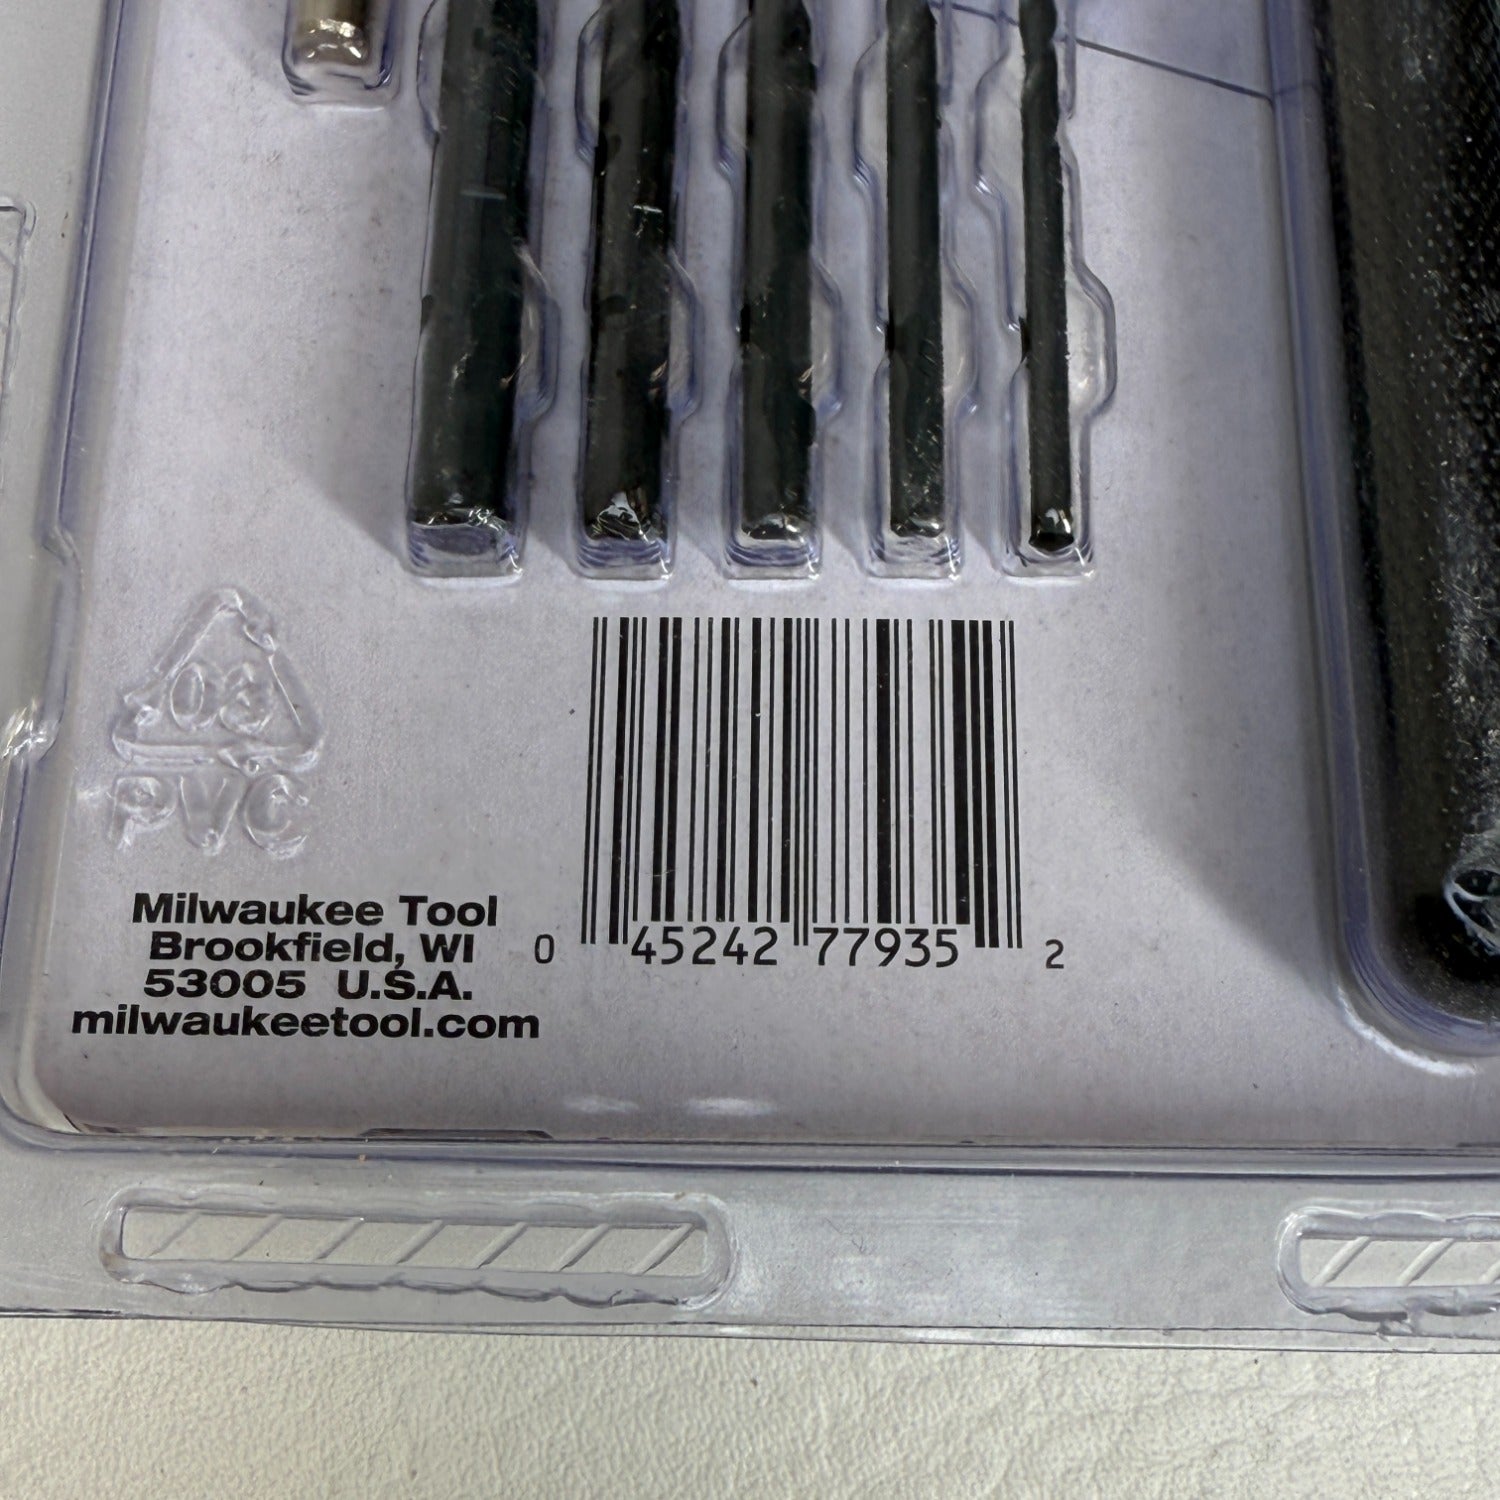 03
PVC
Milwaukee Tool
Brookfield, WI
53005 U.S.A.
milwaukeetool.com
0 45242 77935 2